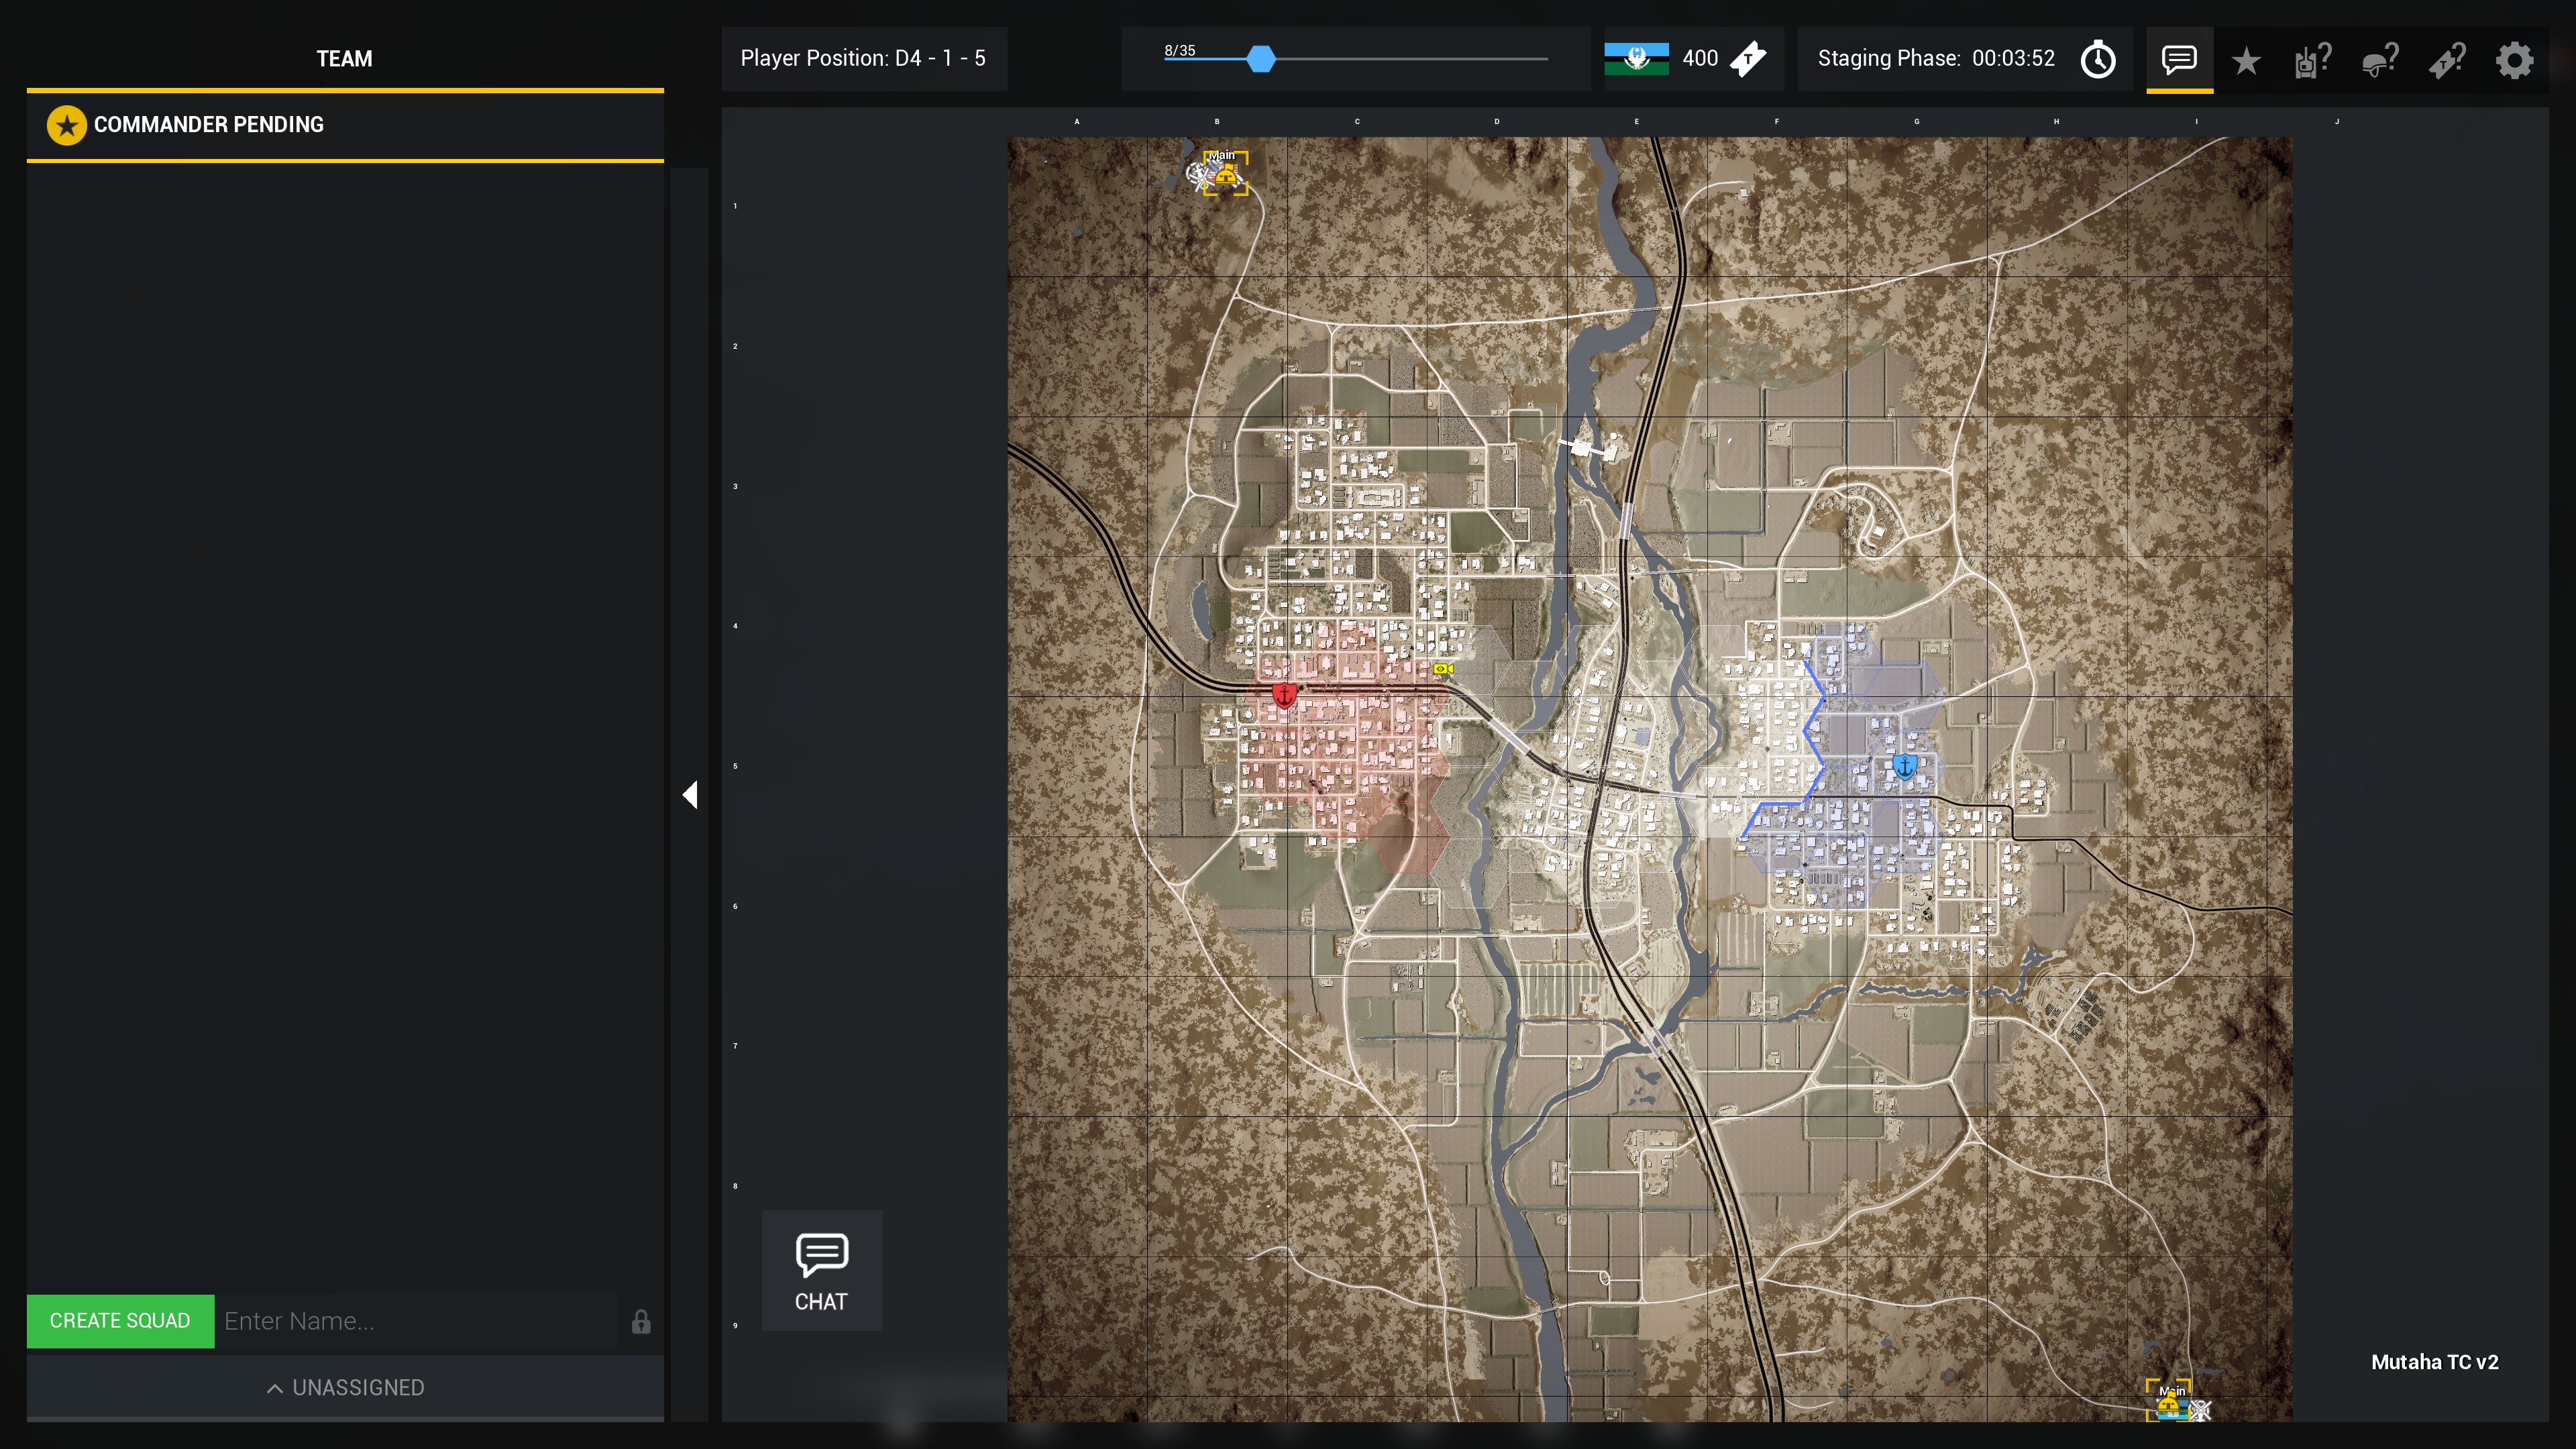 TEAM
Player Position: D4 - 1 - 5
8/35
400
Staging Phase: 00:03:52
COMMANDER PENDING
A B C D E F G H I J
Main
1
2
3
4
5
6
7
8
9
CHAT
CREATE SQUAD
Enter Name...
UNASSIGNED
Mutaha TC v2
Main